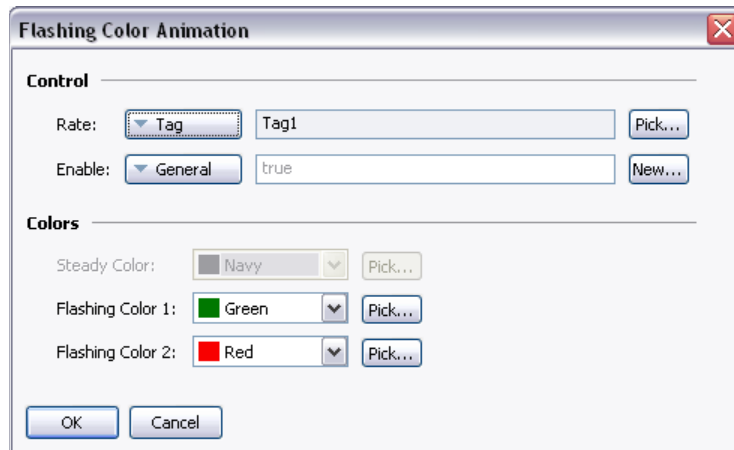 Flashing Color Animation
Control
Rate: Tag Tag1 Pick...
Enable: General true New...
Colors
Steady Color: Navy Pick...
Flashing Color 1: Green Pick...
Flashing Color 2: Red Pick...
OK Cancel